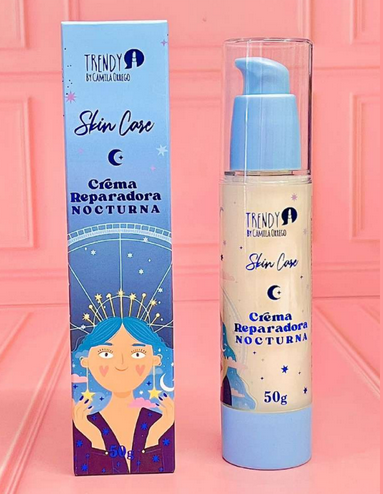 TRENDY
BY CAMILA ORREGO
Skin Care
Crema
Reparadora
NOCTURNA
50g
TRENDY
BY CAMILA ORREGO
Skin Care
Crema
Reparadora
NOCTURNA
50g